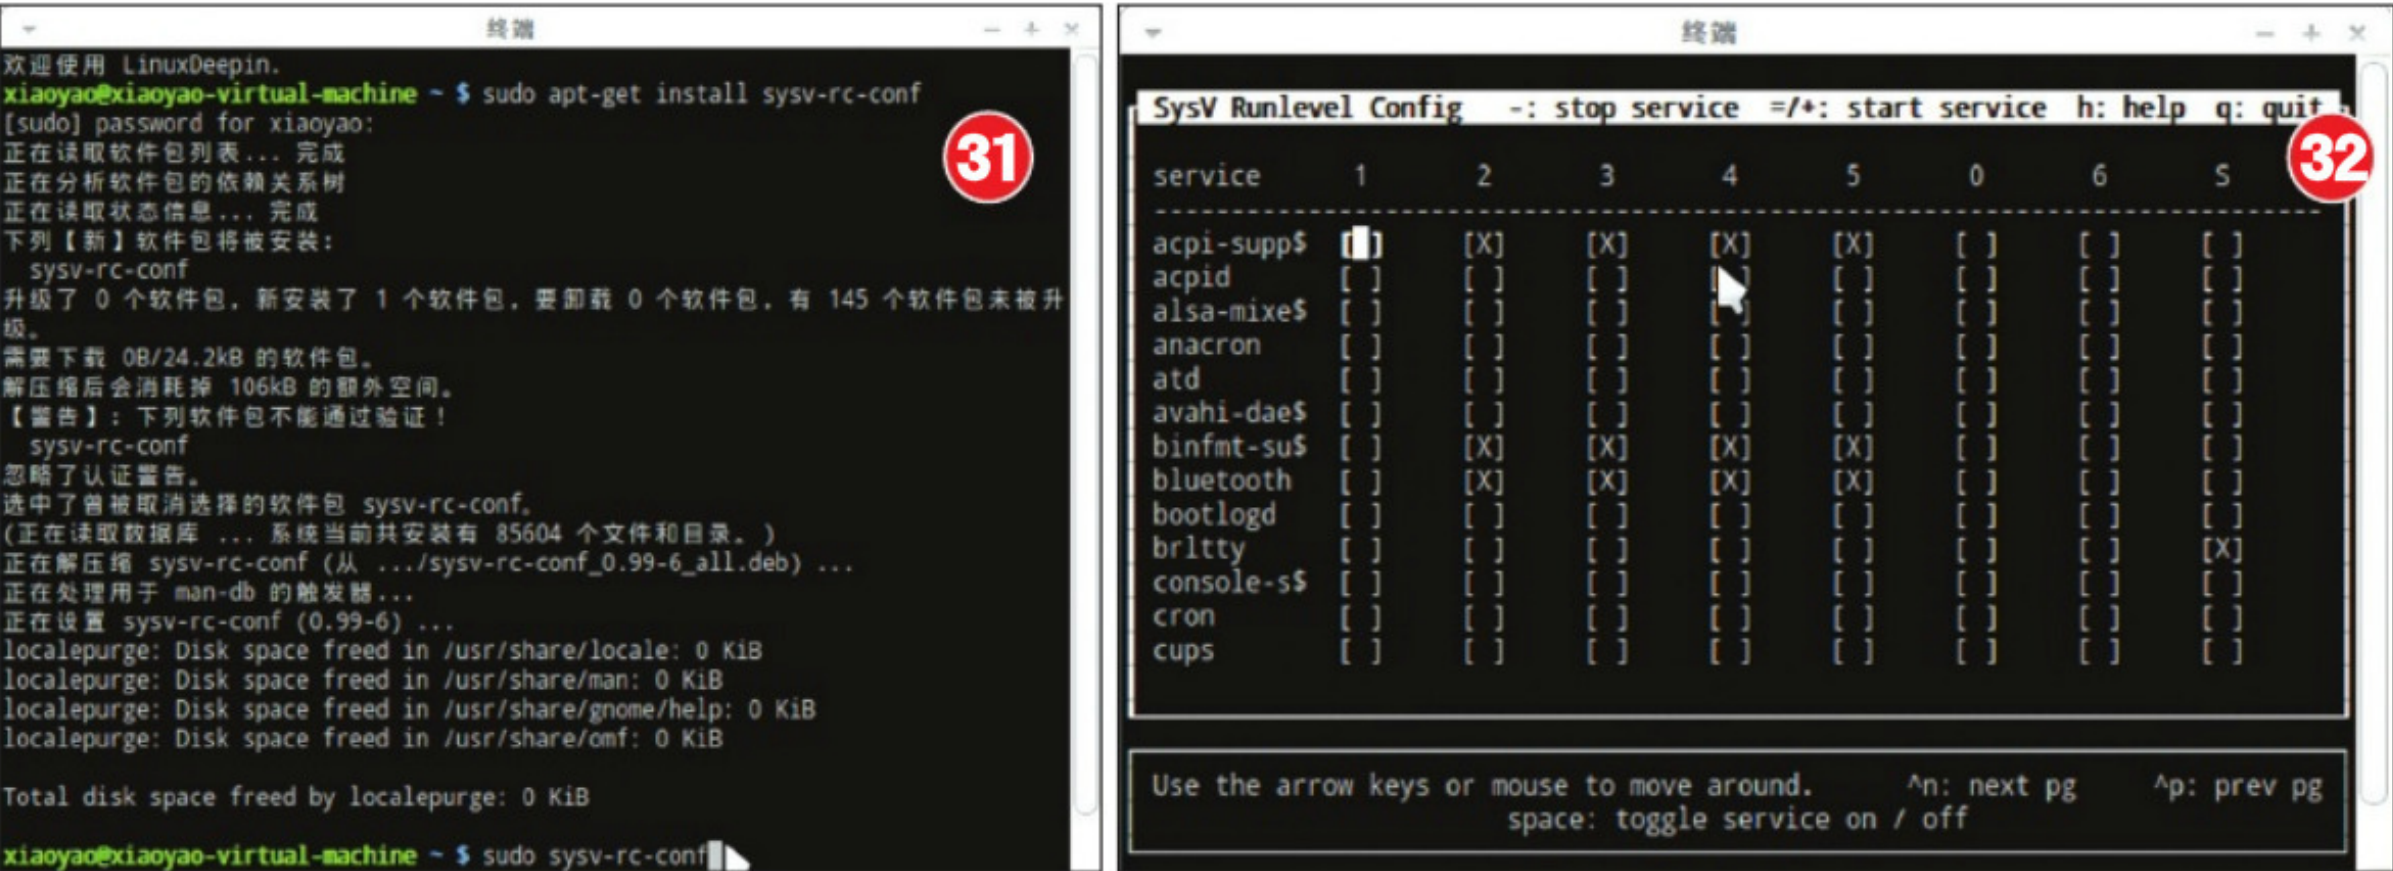 终端
欢迎使用 LinuxDeepin.
xiaoyao@xiaoyao-virtual-machine ~ $ sudo apt-get install sysv-rc-conf
[sudo] password for xiaoyao:
正在读取软件包列表... 完成
正在分析软件包的依赖关系树
正在读取状态信息... 完成
下列【新】软件包将被安装:
sysv-rc-conf
升级了 0 个软件包，新安装了 1 个软件包，要卸载 0 个软件包，有 145 个软件包未被升
级。
需要下载 0B/24.2kB 的软件包。
解压缩后会消耗掉 106kB 的额外空间。
【警告】: 下列软件包不能通过验证!
sysv-rc-conf
忽略了认证警告。
选中了曾被取消选择的软件包 sysv-rc-conf。
(正在读取数据库 ... 系统当前共安装有 85604 个文件和目录。)
正在解压缩 sysv-rc-conf (从 .../sysv-rc-conf_0.99-6_all.deb) ...
正在处理用于 man-db 的触发器...
正在设置 sysv-rc-conf (0.99-6) ...
localepurge: Disk space freed in /usr/share/locale: 0 KiB
localepurge: Disk space freed in /usr/share/man: 0 KiB
localepurge: Disk space freed in /usr/share/gnome/help: 0 KiB
localepurge: Disk space freed in /usr/share/omf: 0 KiB
Total disk space freed by localepurge: 0 KiB
xiaoyao@xiaoyao-virtual-machine ~ $ sudo sysv-rc-conf
31
终端
SysV Runlevel Config -: stop service =/+: start service h: help q: quit
32
service 1 2 3 4 5 0 6 S
--------------------------------------------------------------------------
acpi-supp$ [ ] [X] [X] [X] [X] [ ] [ ] [ ]
acpid [ ] [ ] [ ] [ ] [ ] [ ] [ ] [ ]
alsa-mixe$ [ ] [ ] [ ] [ ] [ ] [ ] [ ] [ ]
anacron [ ] [ ] [ ] [ ] [ ] [ ] [ ] [ ]
atd [ ] [ ] [ ] [ ] [ ] [ ] [ ] [ ]
avahi-dae$ [ ] [ ] [ ] [ ] [ ] [ ] [ ] [ ]
binfmt-su$ [ ] [X] [X] [X] [X] [ ] [ ] [ ]
bluetooth [ ] [X] [X] [X] [X] [ ] [ ] [ ]
bootlogd [ ] [ ] [ ] [ ] [ ] [ ] [ ] [ ]
brltty [ ] [ ] [ ] [ ] [ ] [ ] [ ] [X]
console-s$ [ ] [ ] [ ] [ ] [ ] [ ] [ ] [ ]
cron [ ] [ ] [ ] [ ] [ ] [ ] [ ] [ ]
cups [ ] [ ] [ ] [ ] [ ] [ ] [ ] [ ]
Use the arrow keys or mouse to move around. ^n: next pg ^p: prev pg
space: toggle service on / off